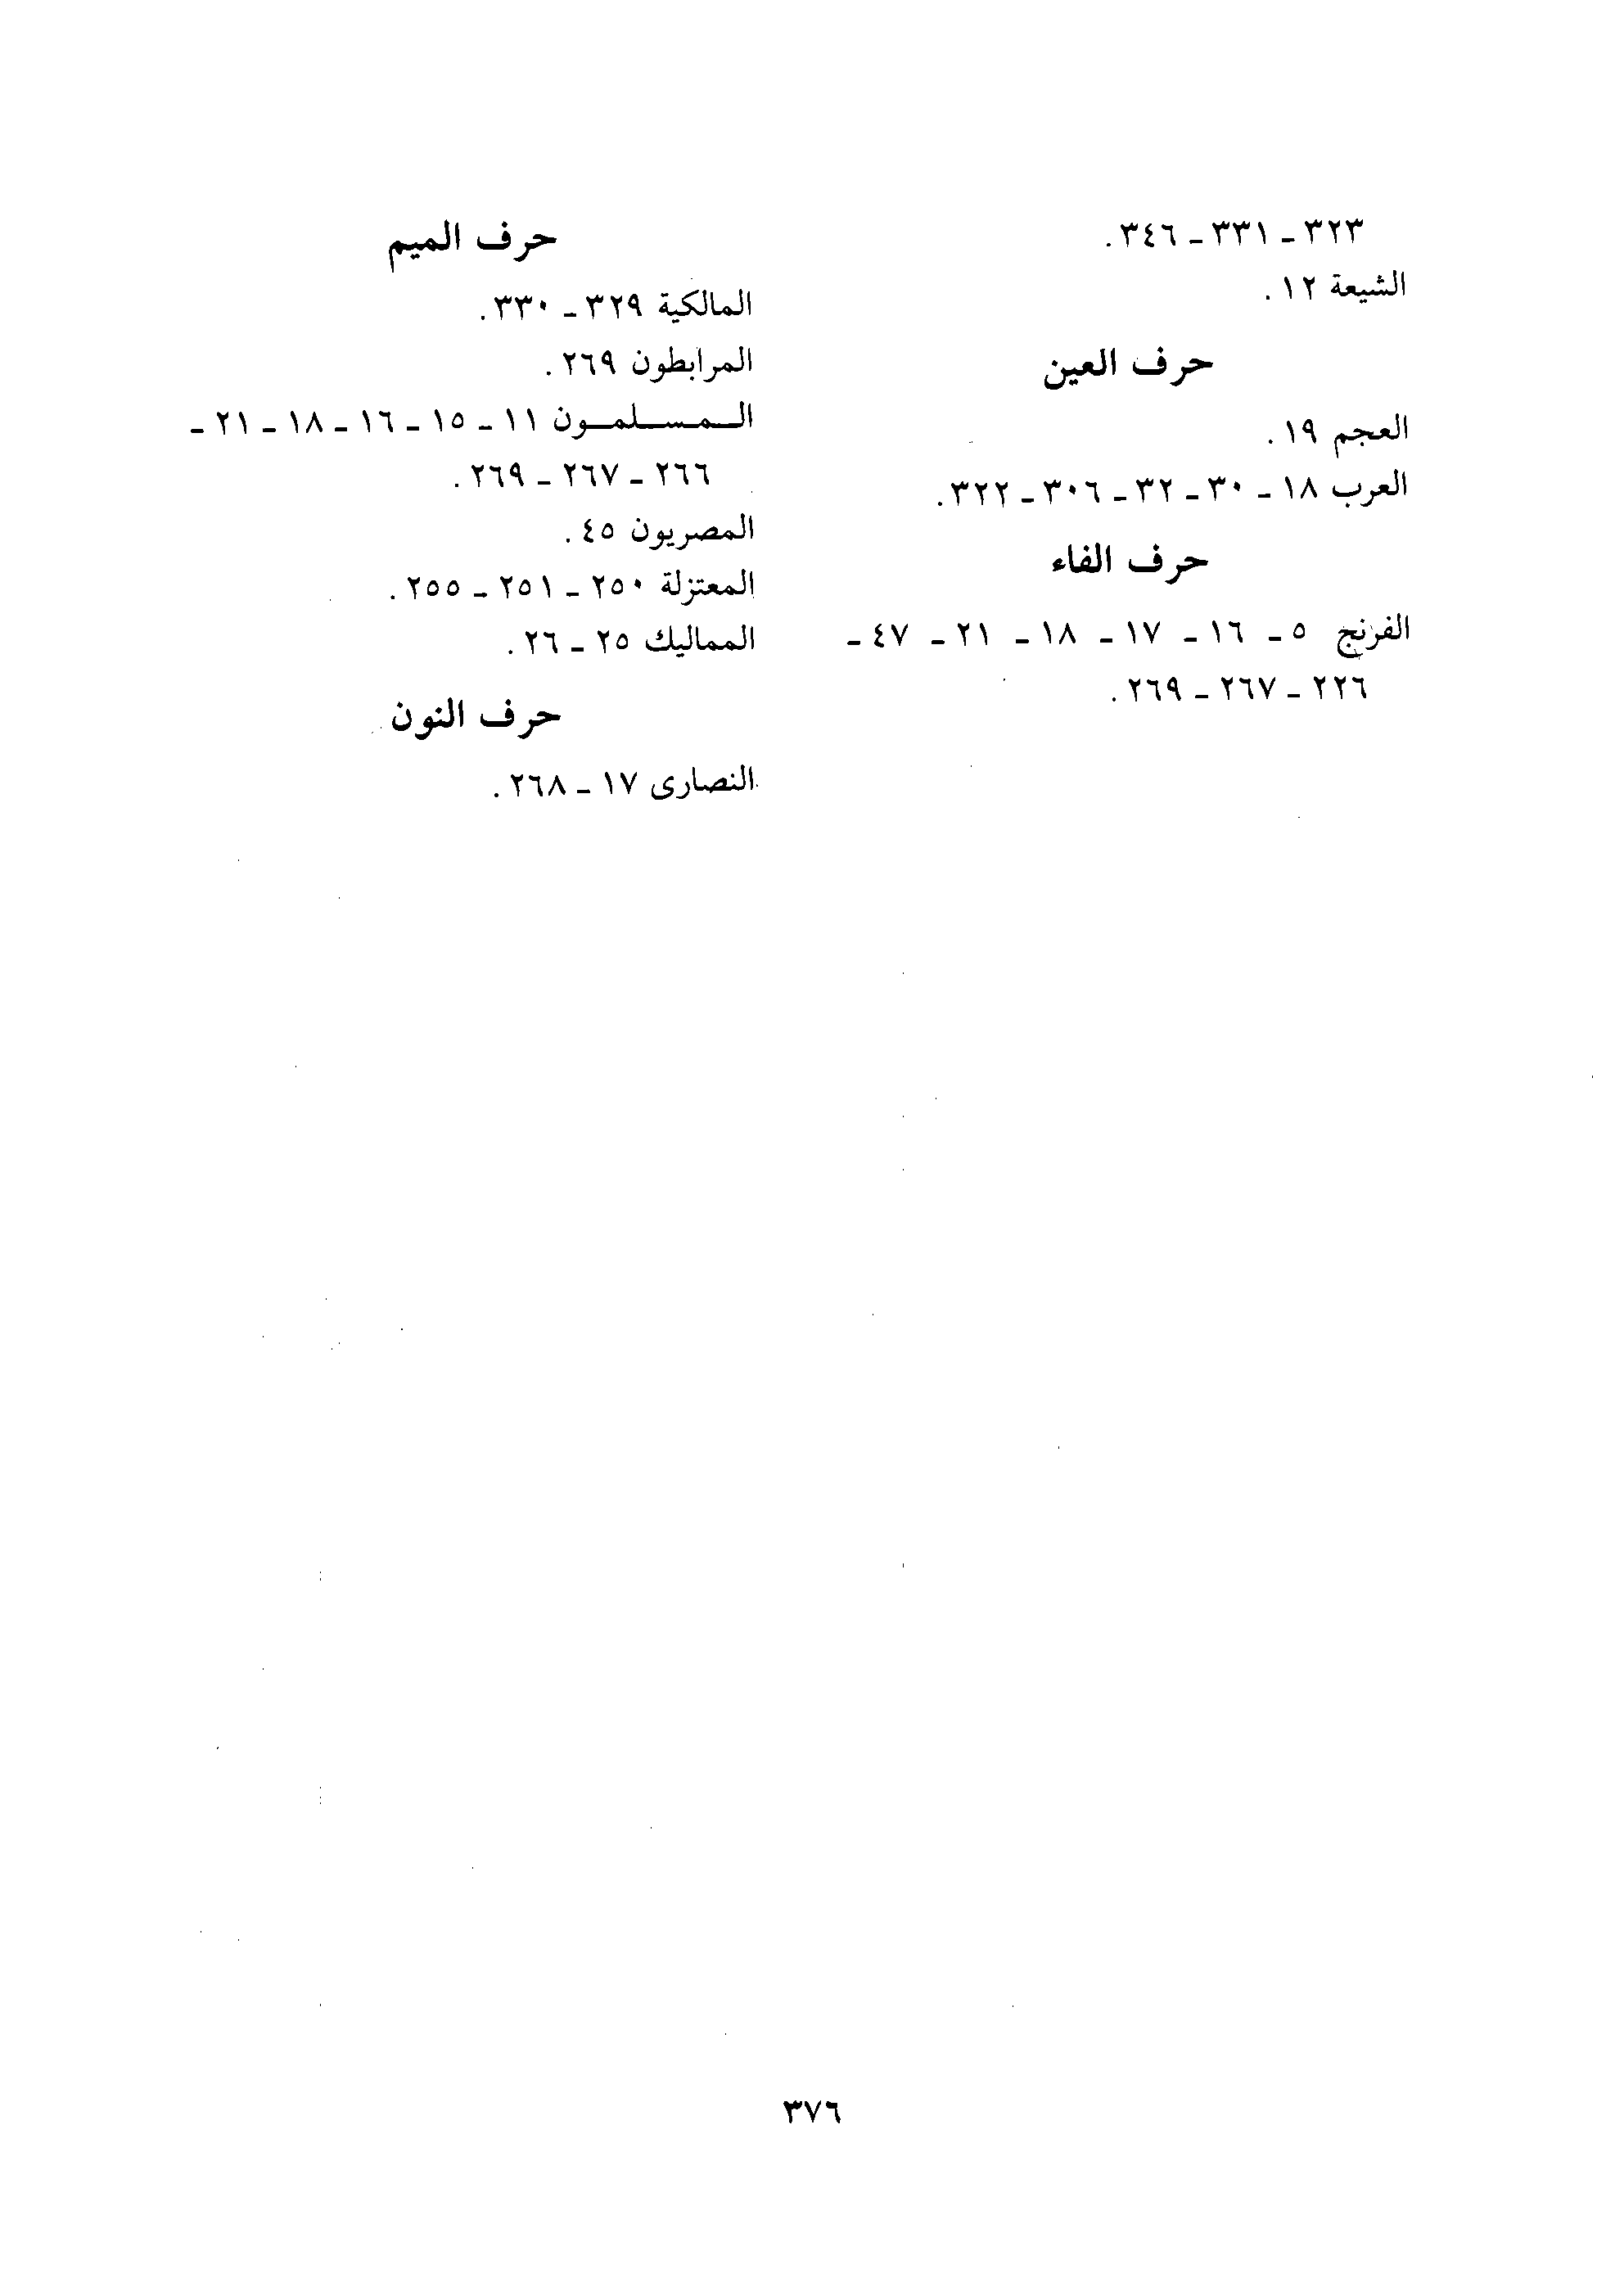 ٣٢٣ ـ ٣٣١ ـ ٣٤٦ .
الشيعة ١٢ .
حرف العين
العجم ١٩ .
العرب ١٨ ـ ٣٠ ـ ٣٢ ـ ٣٠٦ ـ ٣٢٢ .
حرف الفاء
الفرنج ٥ ـ ١٦ ـ ١٧ ـ ١٨ ـ ٢١ ـ ٤٧ ـ
٢٢٦ ـ ٢٦٧ ـ ٢٦٩ .
حرف الميم
المالكية ٣٢٩ ـ ٣٣٠ .
المرابطون ٢٦٩ .
الـمـسـلمـون ١١ ـ ١٥ ـ ١٦ ـ ١٨ ـ ٢١ ـ
٢٦٦ ـ ٢٦٧ ـ ٢٦٩ .
المصريون ٤٥ .
المعتزلة ٢٥٠ ـ ٢٥١ ـ ٢٥٥ .
المماليك ٢٥ ـ ٢٦ .
حرف النون
النصارى ١٧ ـ ٢٦٨ .
٣٧٦